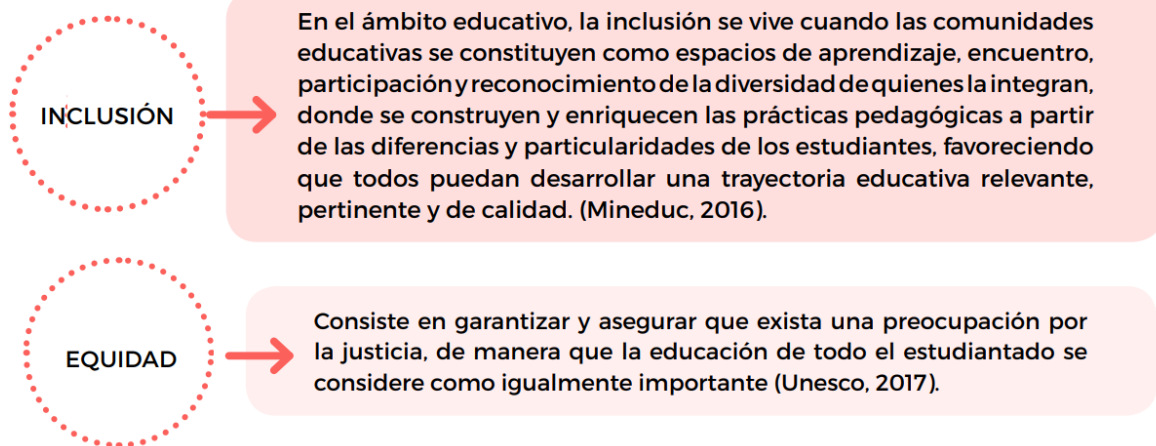 INCLUSIÓN
En el ámbito educativo, la inclusión se vive cuando las comunidades
educativas se constituyen como espacios de aprendizaje, encuentro,
participación y reconocimiento de la diversidad de quienes la integran,
donde se construyen y enriquecen las prácticas pedagógicas a partir
de las diferencias y particularidades de los estudiantes, favoreciendo
que todos puedan desarrollar una trayectoria educativa relevante,
pertinente y de calidad. (Mineduc, 2016).
EQUIDAD
Consiste en garantizar y asegurar que exista una preocupación por
la justicia, de manera que la educación de todo el estudiantado se
considere como igualmente importante (Unesco, 2017).